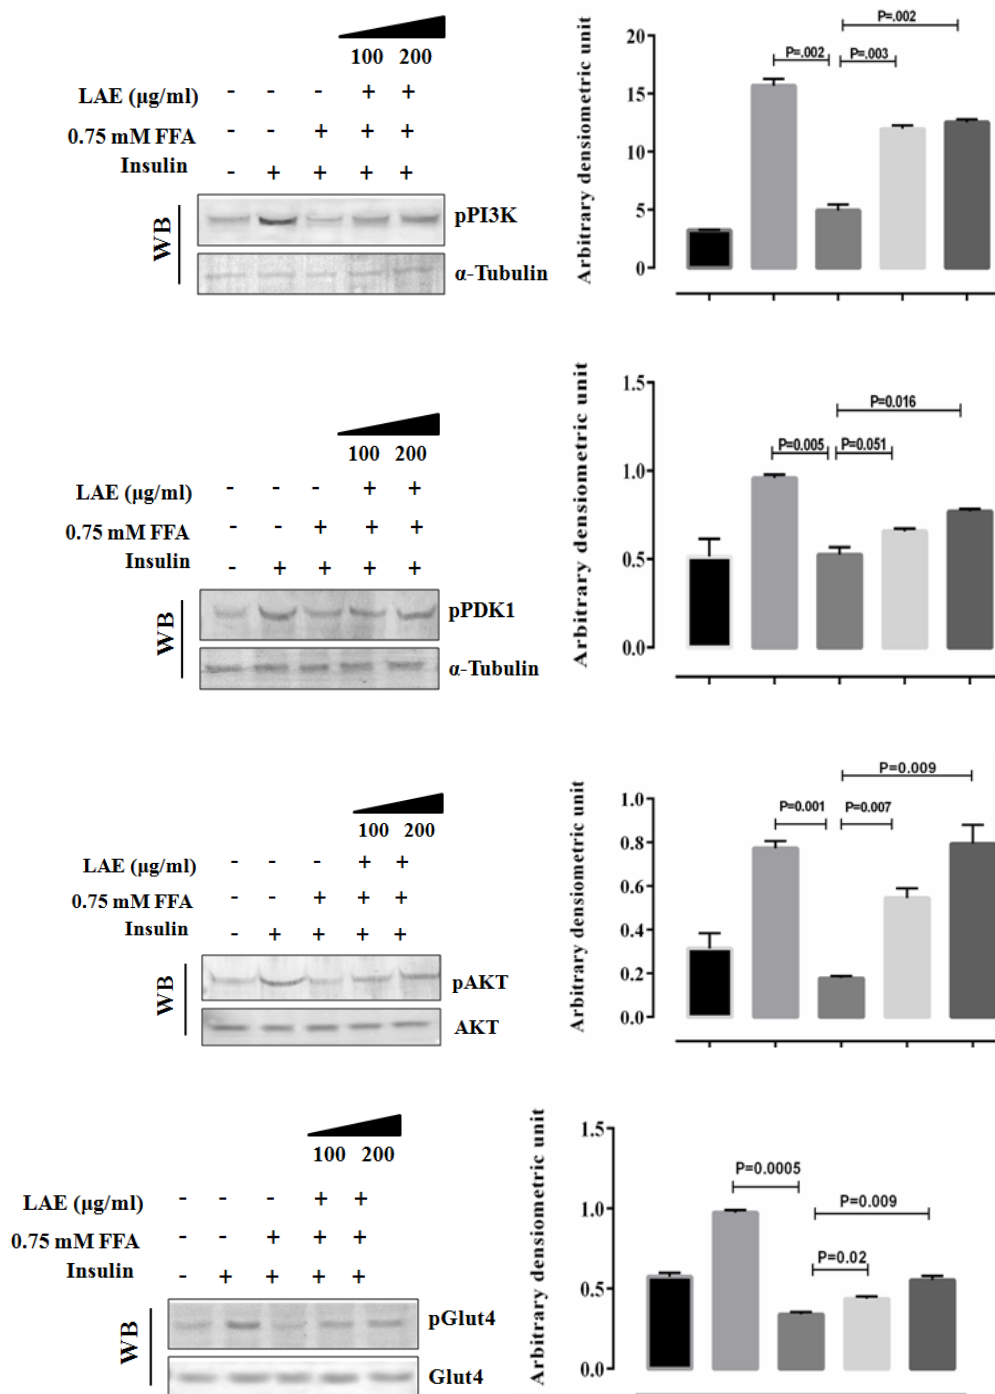 100 200
LAE (µg/ml) - - - + +
0.75 mM FFA - - + + +
Insulin - + + + +
WB
pPI3K
α-Tubulin
Arbitrary densiometric unit
20
15
10
5
0
P=.002
P=.002
P=.003
100 200
LAE (µg/ml) - - - + +
0.75 mM FFA - - + + +
Insulin - + + + +
WB
pPDK1
α-Tubulin
Arbitrary densiometric unit
1.5
1.0
0.5
0.0
P=0.016
P=0.005
P=0.051
100 200
LAE (µg/ml) - - - + +
0.75 mM FFA - - + + +
Insulin - + + + +
WB
pAKT
AKT
Arbitrary densiometric unit
1.0
0.8
0.6
0.4
0.2
0.0
P=0.009
P=0.001
P=0.007
100 200
LAE (µg/ml) - - - + +
0.75 mM FFA - - + + +
Insulin - + + + +
WB
pGlut4
Glut4
Arbitrary densiometric unit
1.5
1.0
0.5
0.0
P=0.0005
P=0.009
P=0.02